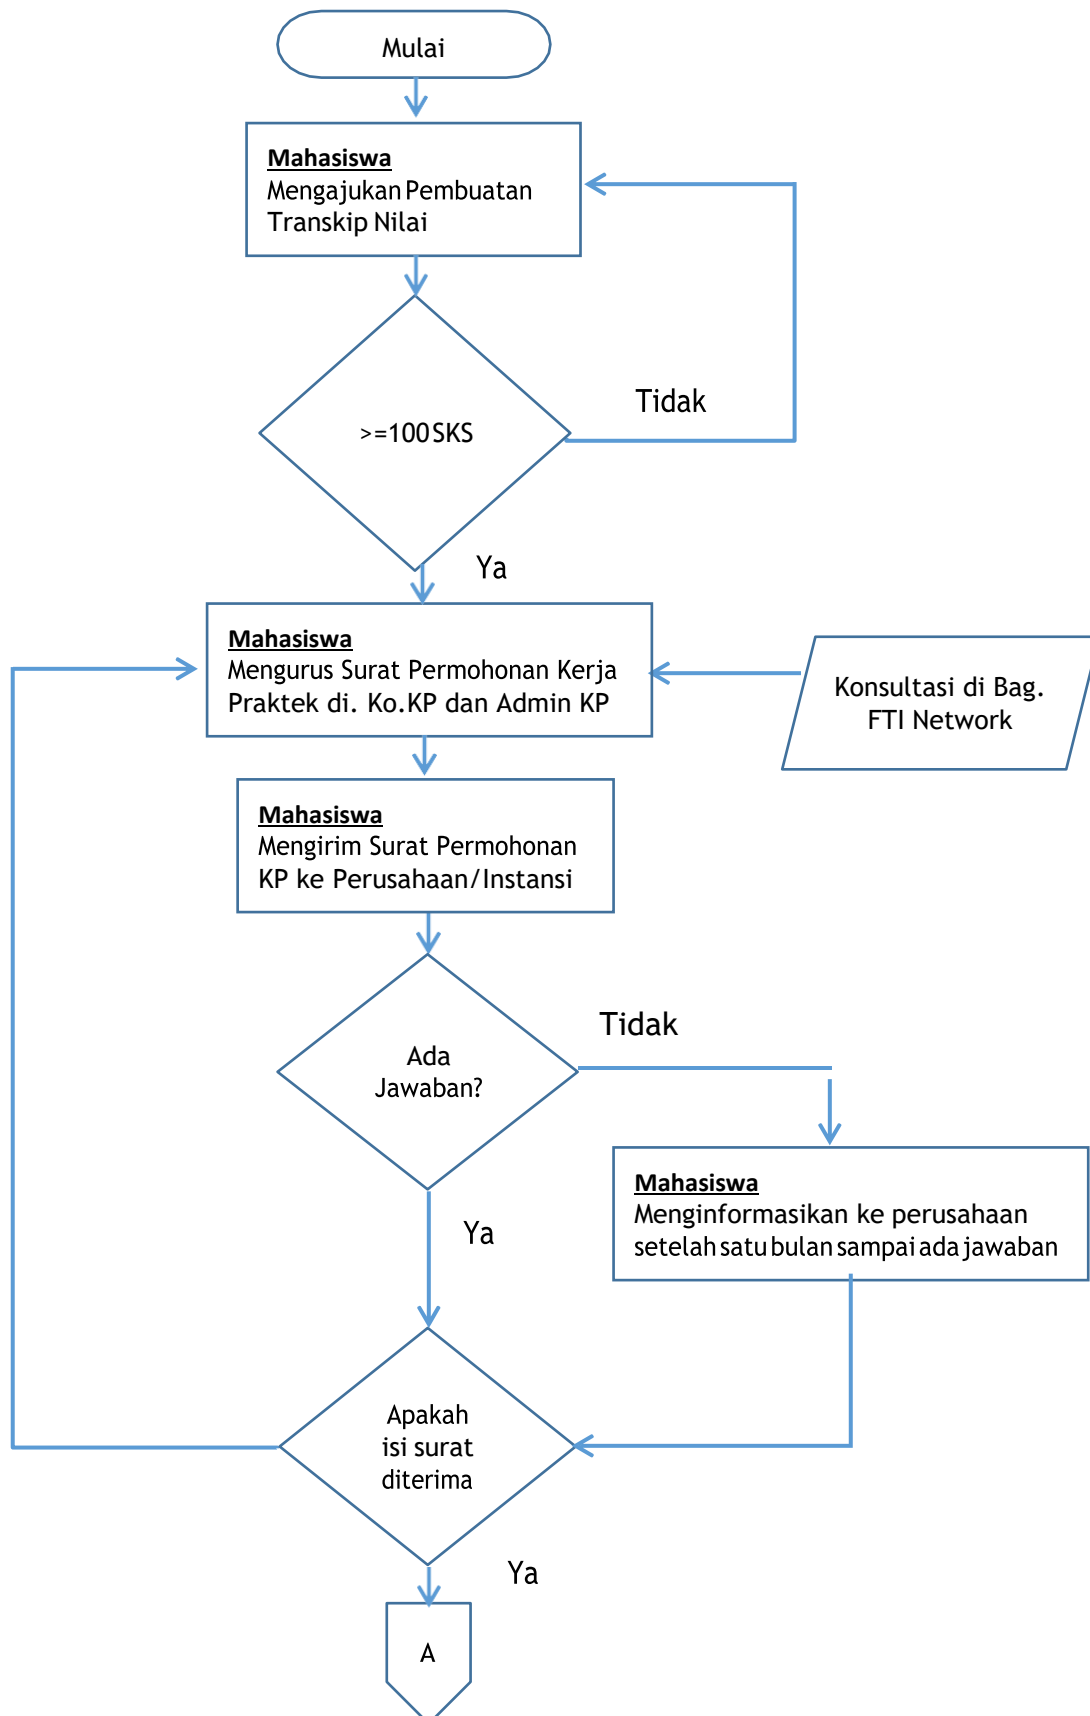 Mulai
Mahasiswa
Mengajukan Pembuatan
Transkip Nilai
Tidak
>=100 SKS
Ya
Mahasiswa
Mengurus Surat Permohonan Kerja
Praktek di. Ko.KP dan Admin KP
Konsultasi di Bag.
FTI Network
Mahasiswa
Mengirim Surat Permohonan
KP ke Perusahaan/Instansi
Tidak
Ada
Jawaban?
Mahasiswa
Menginformasikan ke perusahaan
setelah satu bulan sampai ada jawaban
Ya
Apakah
isi surat
diterima
Ya
A